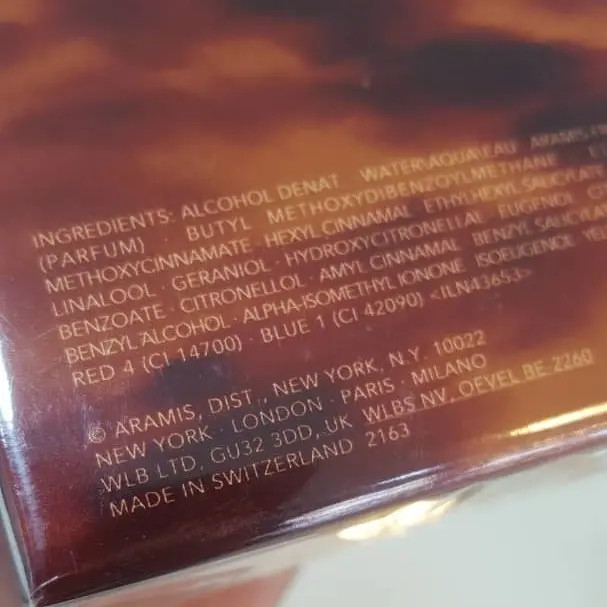 INGREDIENTS: ALCOHOL DENAT WATER\AQUA\EAU
(PARFUM) · BUTYL METHOXYDIBENZOYLMETHANE
METHOXYCINNAMATE · HEXYL CINNAMAL · ETHYLHEXYL SALICYLATE
LINALOOL · GERANIOL · HYDROXYCITRONELLAL · EUGENOL
BENZOATE · CITRONELLOL · AMYL CINNAMAL · BENZYL SALICYLATE
BENZYL ALCOHOL · ALPHA-ISOMETHYL IONONE · ISOEUGENOL
RED 4 (CI 14700) · BLUE 1 (CI 42090) <ILN43653>
© ARAMIS, DIST., NEW YORK, N.Y. 10022
NEW YORK · LONDON · PARIS · MILANO
WLB LTD, GU32 3DD, UK WLBS NV, OEVEL BE 2260
MADE IN SWITZERLAND 2163